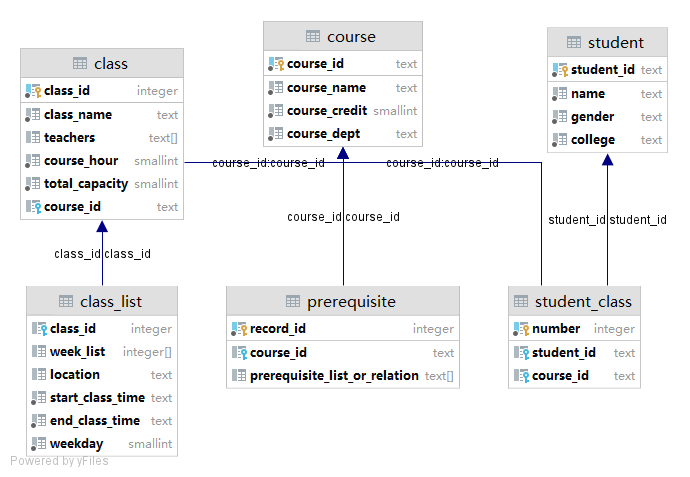 class
class_id integer
class_name text
teachers text[]
course_hour smallint
total_capacity smallint
course_id text
course
course_id text
course_name text
course_credit smallint
course_dept text
student
student_id text
name text
gender text
college text
course_id:course_id
course_id:course_id
class_id class_id
course_id course_id
student_id student_id
class_list
class_id integer
week_list integer[]
location text
start_class_time text
end_class_time text
weekday smallint
prerequisite
record_id integer
course_id text
prerequisite_list_or_relation text[]
student_class
number integer
student_id text
course_id text
Powered by yFiles